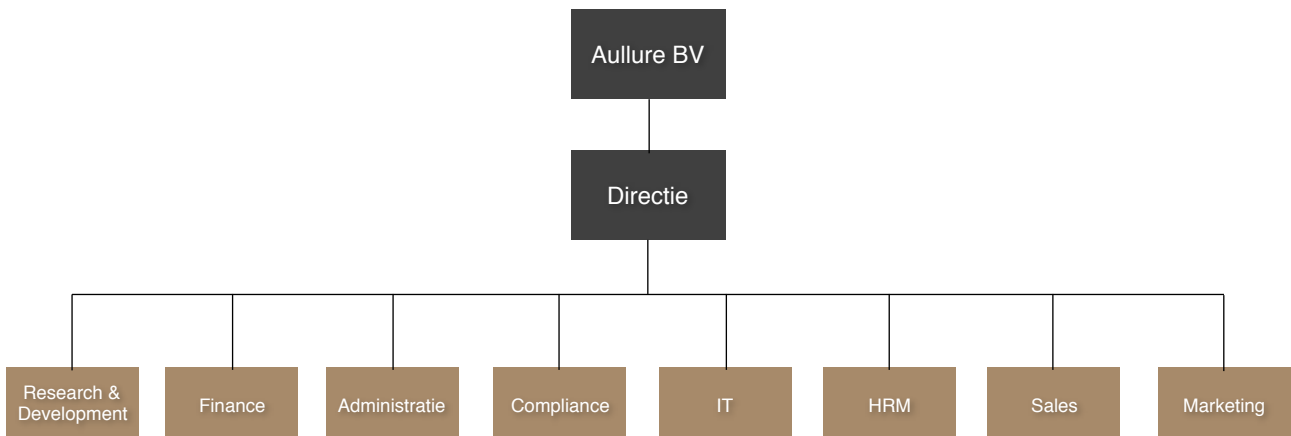 Aullure BV
Directie
Research &
Development
Finance
Administratie
Compliance
IT
HRM
Sales
Marketing